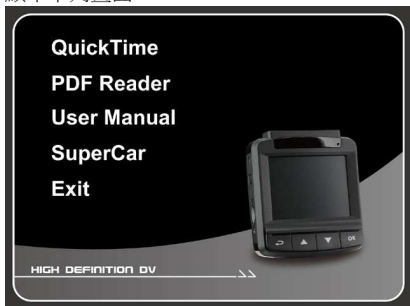 QuickTime
PDF Reader
User Manual
SuperCar
Exit
OK
HIGH DEFINITION DV